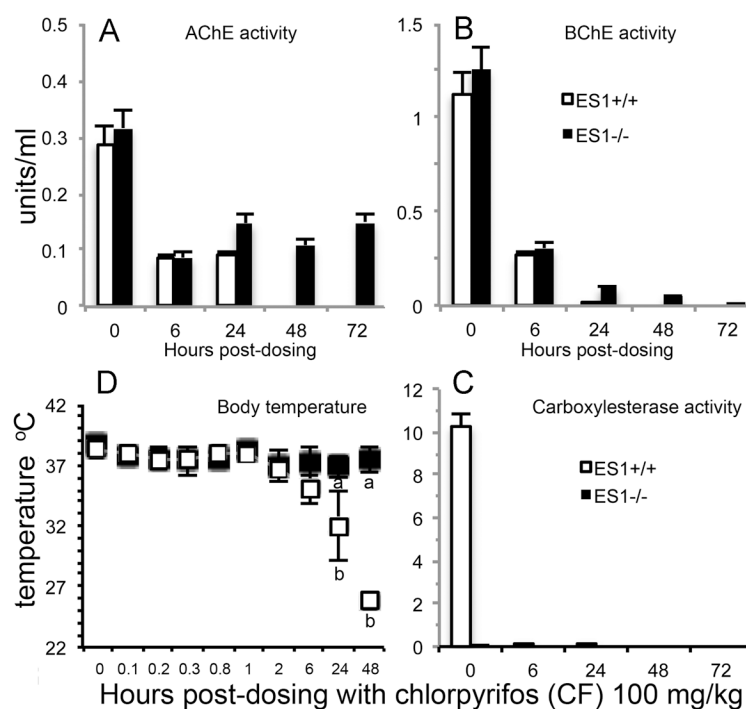 A AChE activity
0.5
0.4
0.3
0.2
0.1
0
units/ml
0 6 24 48 72
Hours post-dosing
B BChE activity
1.5
1
0.5
0
ES1+/+
ES1-/-
0 6 24 48 72
Hours post-dosing
D Body temperature
42
37
32
27
22
temperature ºC
a a
b
b
0 0.1 0.2 0.3 0.8 1 2 6 24 48
C Carboxylesterase activity
12
10
8
6
4
2
0
ES1+/+
ES1-/-
0 6 24 48 72
Hours post-dosing with chlorpyrifos (CF) 100 mg/kg